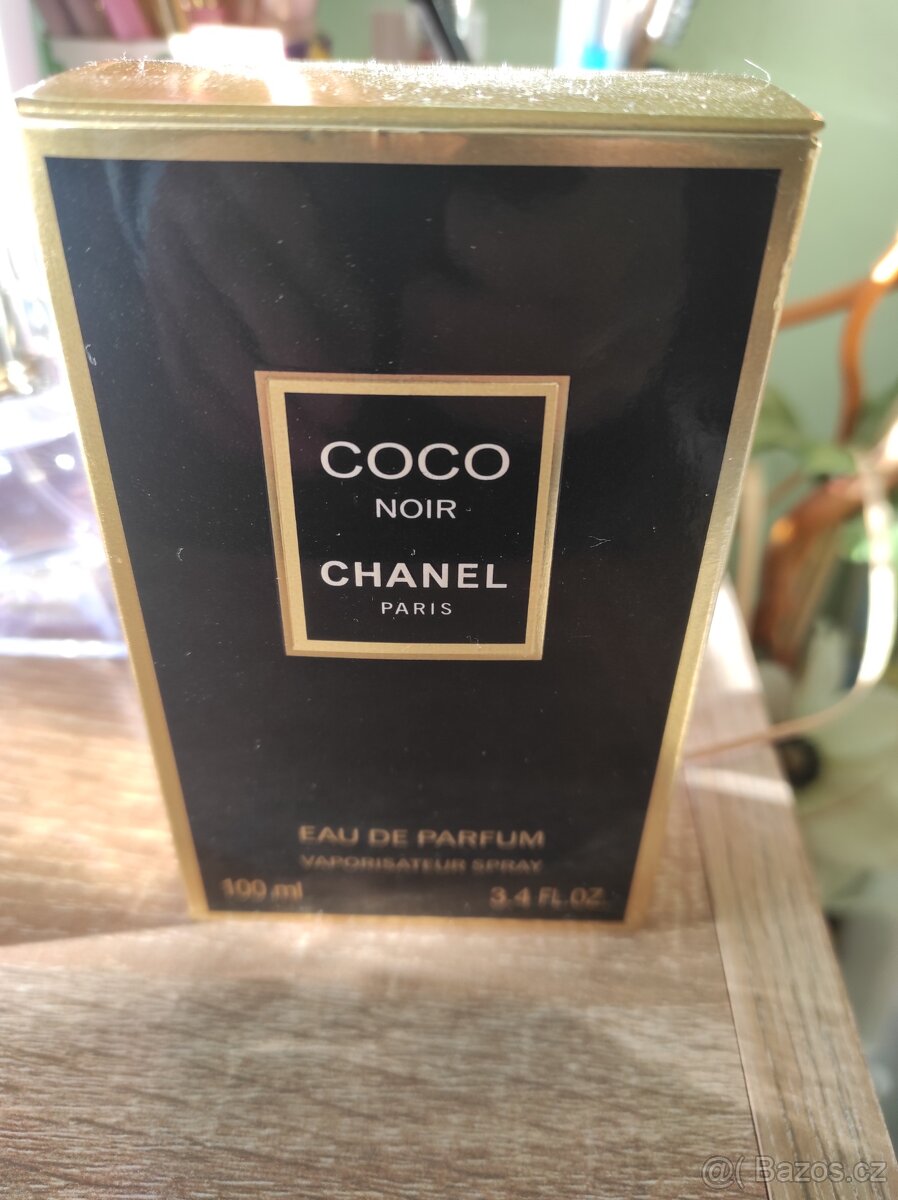 COCO
NOIR
CHANEL
PARIS
EAU DE PARFUM
VAPORISATEUR SPRAY
100 ml 3.4 FL.OZ.
@( Bazos.cz